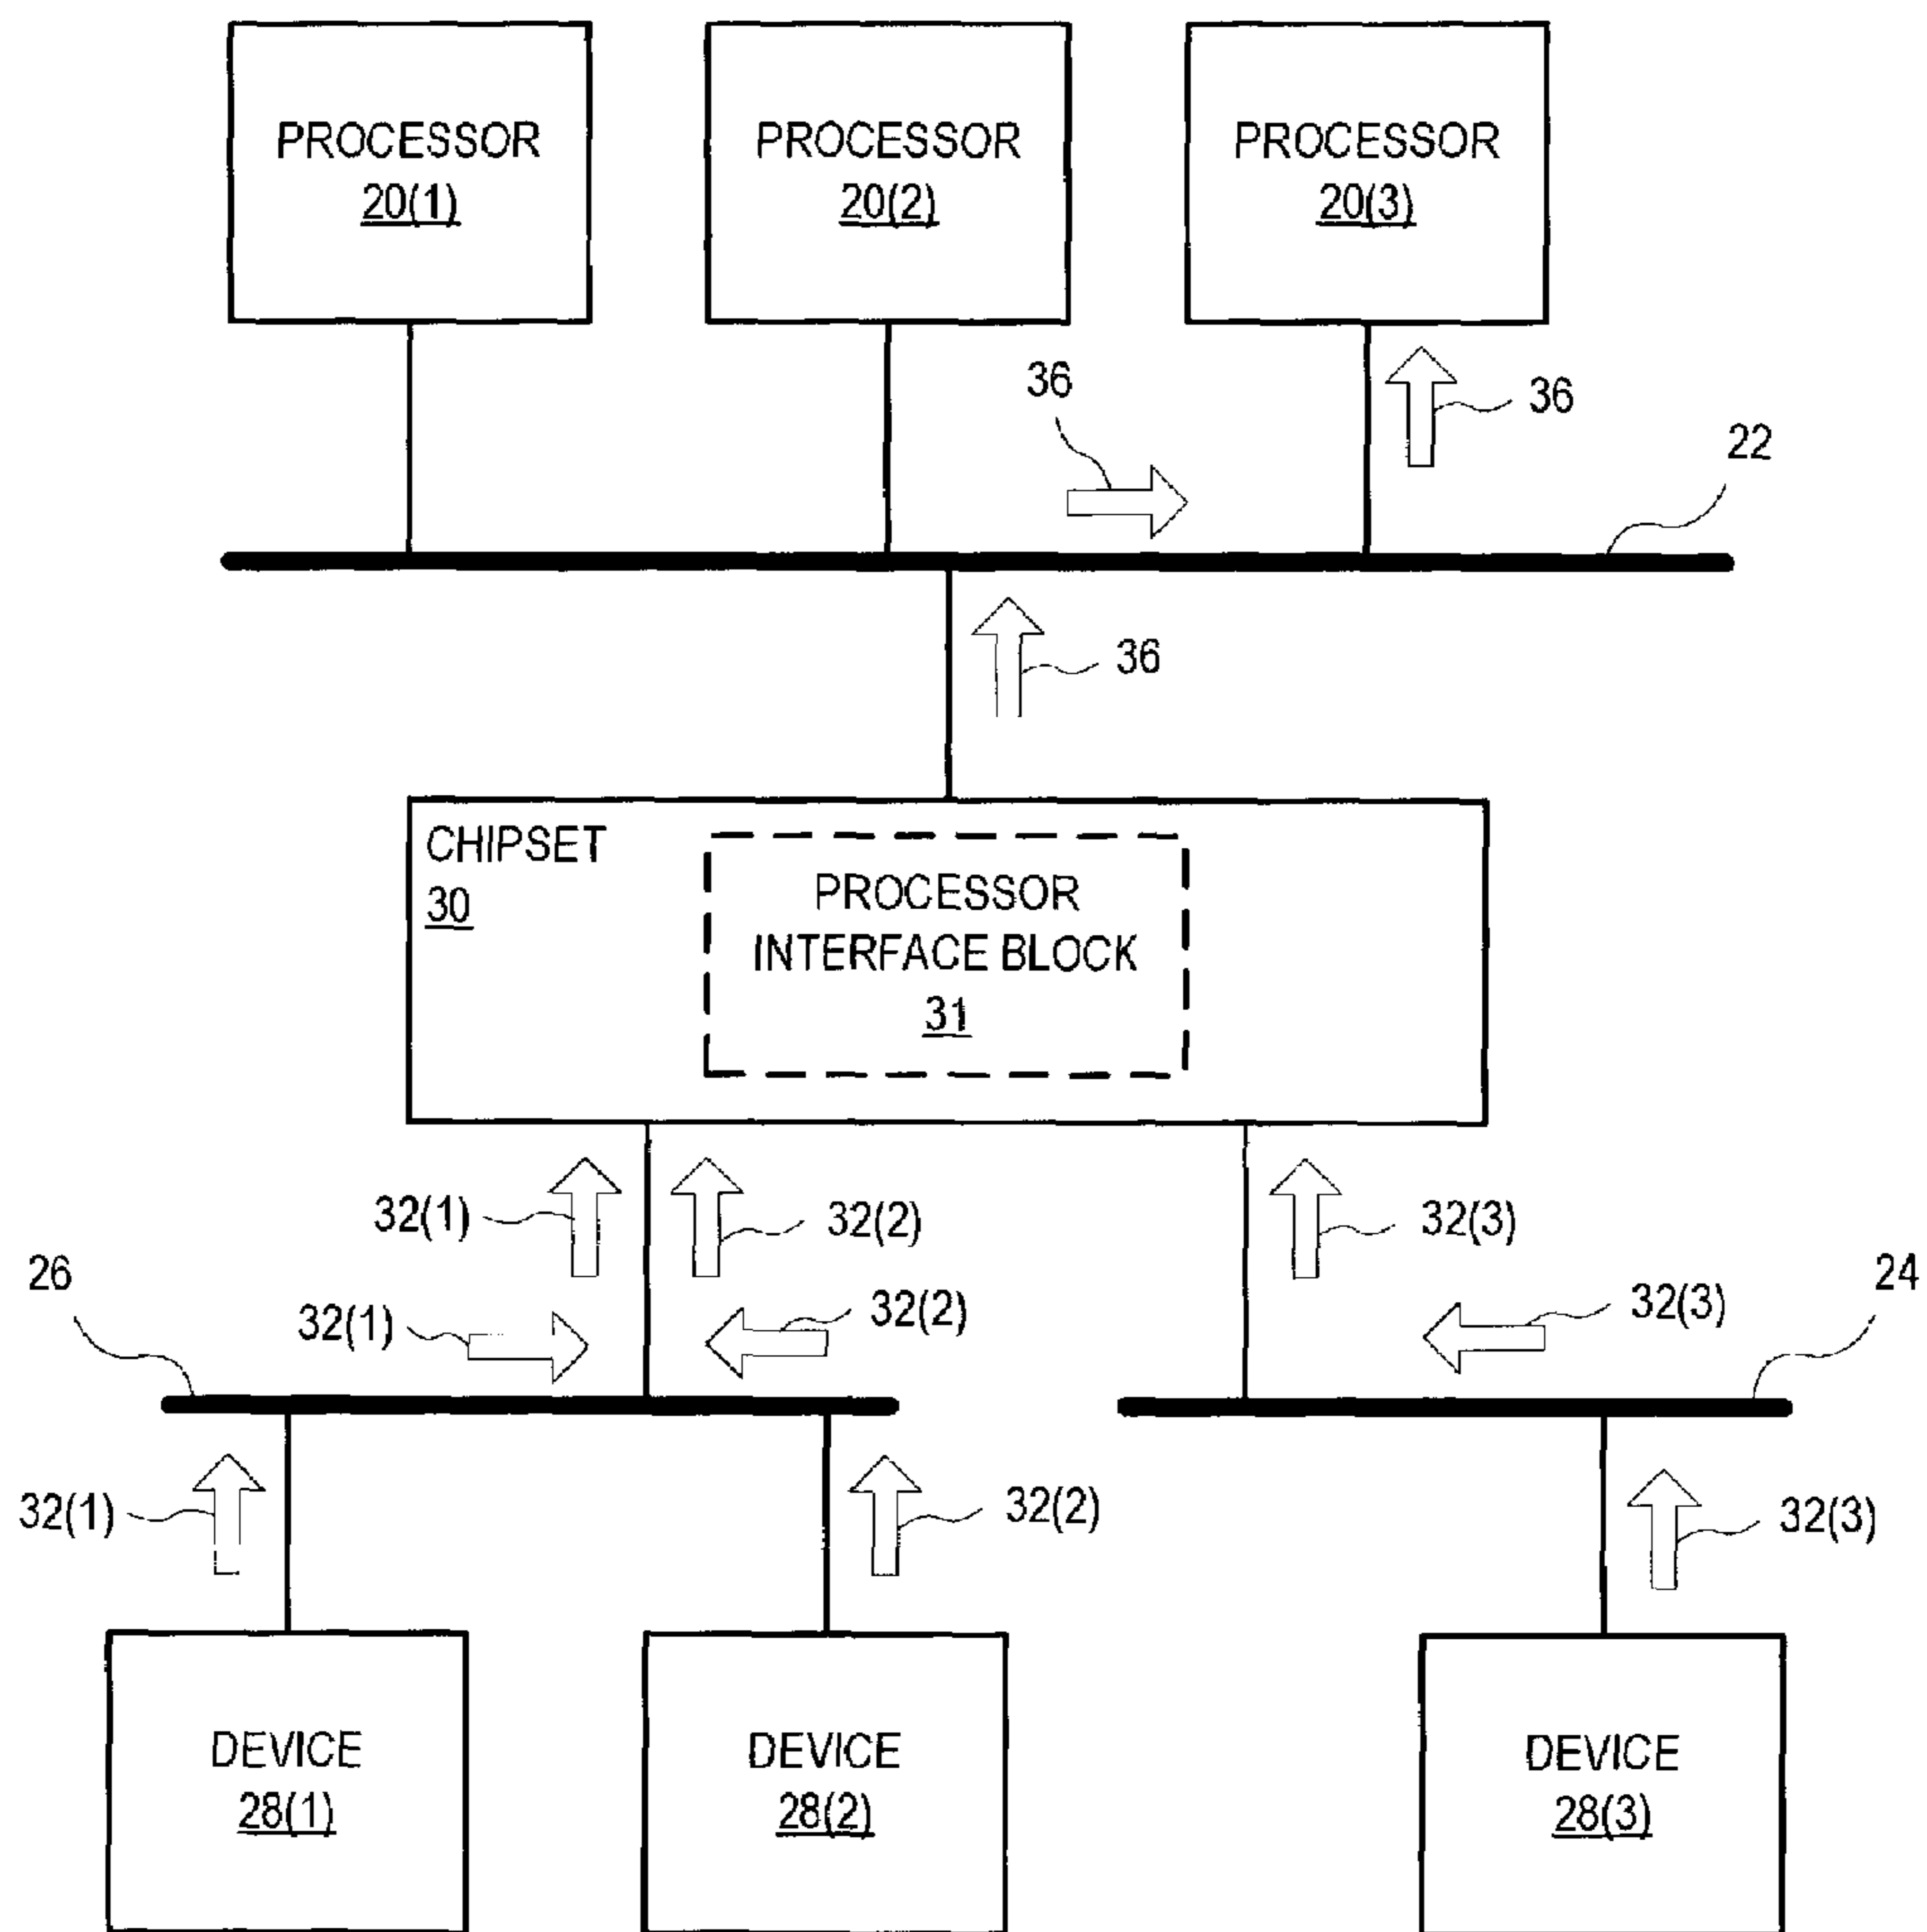 PROCESSOR
20(1)
PROCESSOR
20(2)
PROCESSOR
20(3)
36
36
22
36
CHIPSET
30
PROCESSOR
INTERFACE BLOCK
31
32(1)
32(2)
32(3)
26
24
32(1)
32(2)
32(3)
32(1)
32(2)
32(3)
DEVICE
28(1)
DEVICE
28(2)
DEVICE
28(3)